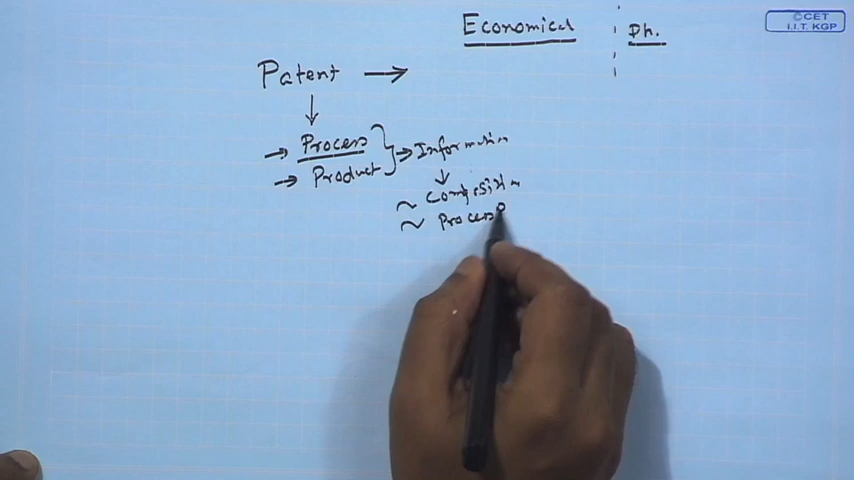 Economical Ph.
©CET
I.I.T. KGP
Patent →
↓
→ Process
→ Product } → Information
↓
~ Composition
~ Process